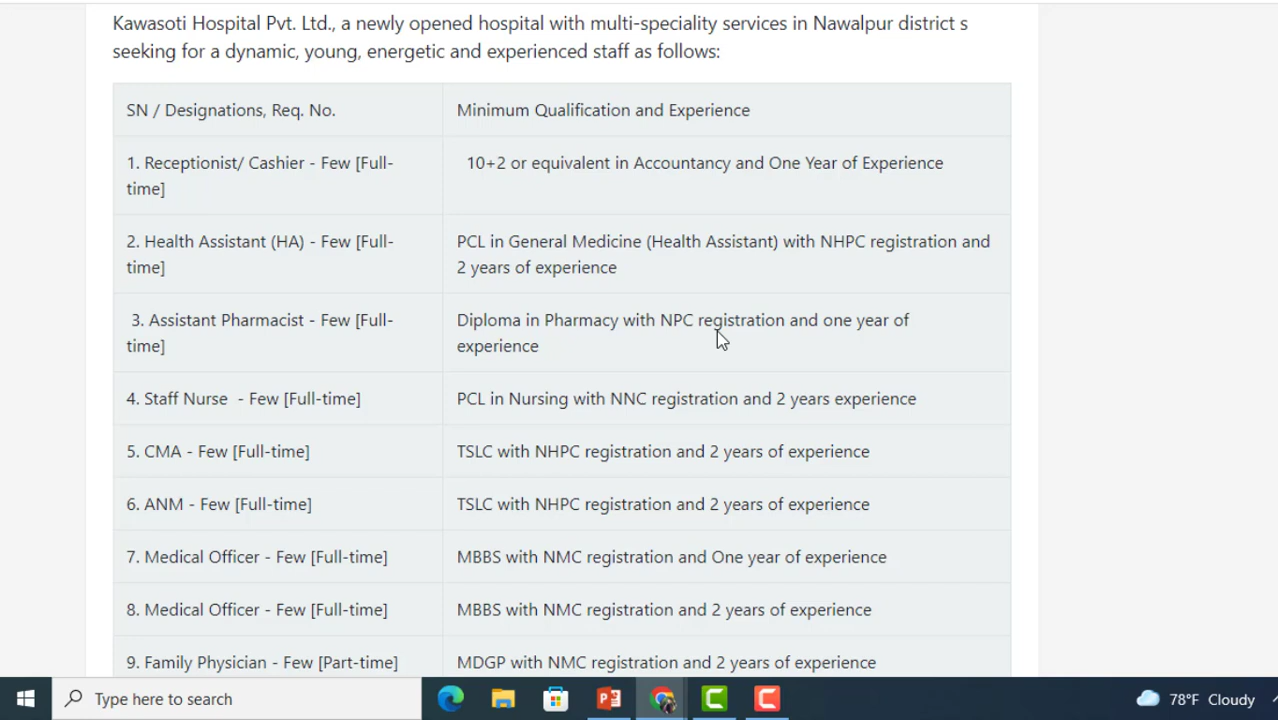 Kawasoti Hospital Pvt. Ltd., a newly opened hospital with multi-speciality services in Nawalpur district s
seeking for a dynamic, young, energetic and experienced staff as follows:
SN / Designations, Req. No.
Minimum Qualification and Experience
1. Receptionist/ Cashier - Few [Full-
time]
10+2 or equivalent in Accountancy and One Year of Experience
2. Health Assistant (HA) - Few [Full-
time]
PCL in General Medicine (Health Assistant) with NHPC registration and
2 years of experience
3. Assistant Pharmacist - Few [Full-
time]
Diploma in Pharmacy with NPC registration and one year of
experience
4. Staff Nurse - Few [Full-time]
PCL in Nursing with NNC registration and 2 years experience
5. CMA - Few [Full-time]
TSLC with NHPC registration and 2 years of experience
6. ANM - Few [Full-time]
TSLC with NHPC registration and 2 years of experience
7. Medical Officer - Few [Full-time]
MBBS with NMC registration and One year of experience
8. Medical Officer - Few [Full-time]
MBBS with NMC registration and 2 years of experience
9. Family Physician - Few [Part-time]
MDGP with NMC registration and 2 years of experience
Type here to search
78°F Cloudy